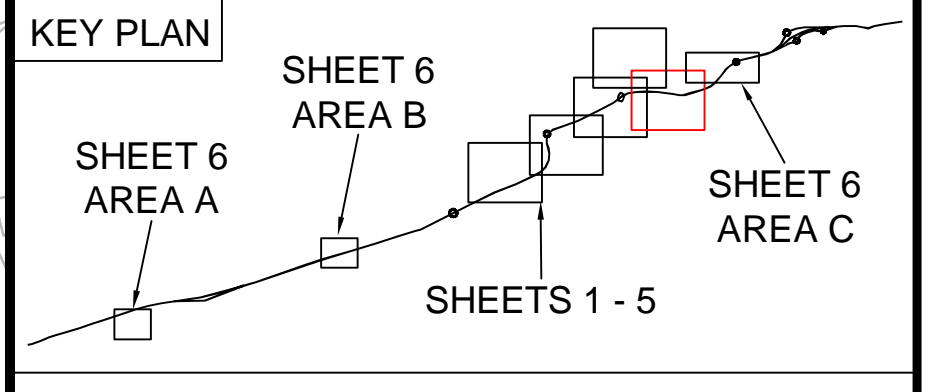 KEY PLAN
SHEET 6
AREA B
SHEET 6
AREA A
SHEET 6
AREA C
SHEETS 1 - 5